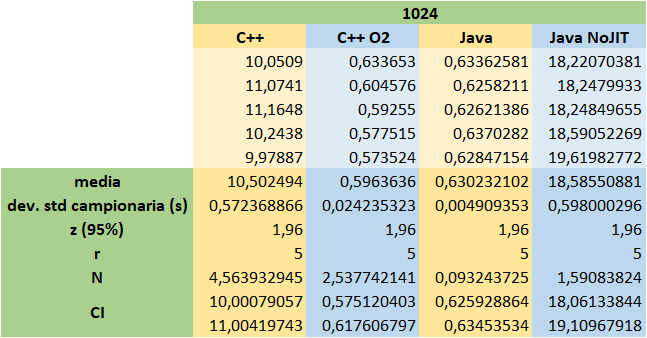 1024
C++ C++ O2 Java Java NoJIT
10,0509 0,633653 0,63362581 18,22070381
11,0741 0,604576 0,6258211 18,2479933
11,1648 0,59255 0,62621386 18,24849655
10,2438 0,577515 0,6370282 18,59052269
9,97887 0,573524 0,62847154 19,61982772
media 10,502494 0,5963636 0,630232102 18,58550881
dev. std campionaria (s) 0,572368866 0,024235323 0,004909353 0,598000296
z (95%) 1,96 1,96 1,96 1,96
r 5 5 5 5
N 4,563932945 2,537742141 0,093243725 1,59083824
CI 10,00079057 0,575120403 0,625928864 18,06133844
11,00419743 0,617606797 0,63453534 19,10967918